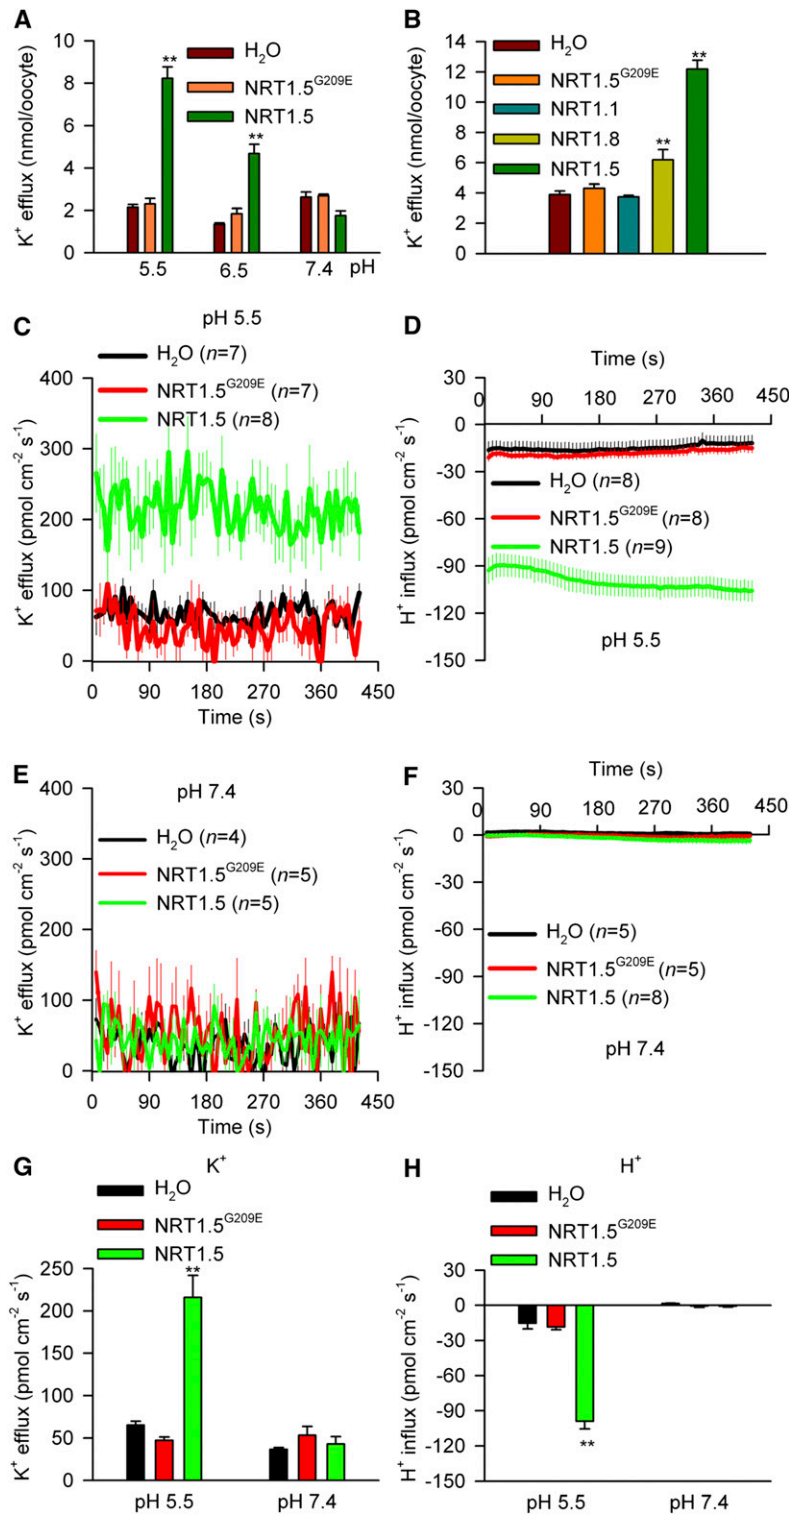 A
10
8
6
4
2
0
K⁺ efflux (nmol/oocyte)
H₂O
NRT1.5^G209E
NRT1.5
**
**
5.5
6.5
7.4
pH
B
14
12
10
8
6
4
2
0
K⁺ efflux (nmol/oocyte)
H₂O
NRT1.5^G209E
NRT1.1
NRT1.8
NRT1.5
**
**
C
pH 5.5
H₂O (n=7)
NRT1.5^G209E (n=7)
NRT1.5 (n=8)
400
300
200
100
0
K⁺ efflux (pmol cm⁻² s⁻¹)
0 90 180 270 360 450
Time (s)
D
Time (s)
0 90 180 270 360 450
30
0
-30
-60
-90
-120
-150
H⁺ influx (pmol cm⁻² s⁻¹)
H₂O (n=8)
NRT1.5^G209E (n=8)
NRT1.5 (n=9)
pH 5.5
E
pH 7.4
H₂O (n=4)
NRT1.5^G209E (n=5)
NRT1.5 (n=5)
400
300
200
100
0
K⁺ efflux (pmol cm⁻² s⁻¹)
0 90 180 270 360 450
Time (s)
F
Time (s)
0 90 180 270 360 450
30
0
-30
-60
-90
-120
-150
H⁺ influx (pmol cm⁻² s⁻¹)
H₂O (n=5)
NRT1.5^G209E (n=5)
NRT1.5 (n=8)
pH 7.4
G
K⁺
H₂O
NRT1.5^G209E
NRT1.5
250
200
150
100
50
0
K⁺ efflux (pmol cm⁻² s⁻¹)
**
pH 5.5
pH 7.4
H
H⁺
H₂O
NRT1.5^G209E
NRT1.5
30
0
-30
-60
-90
-120
-150
H⁺ influx (pmol cm⁻² s⁻¹)
**
pH 5.5
pH 7.4